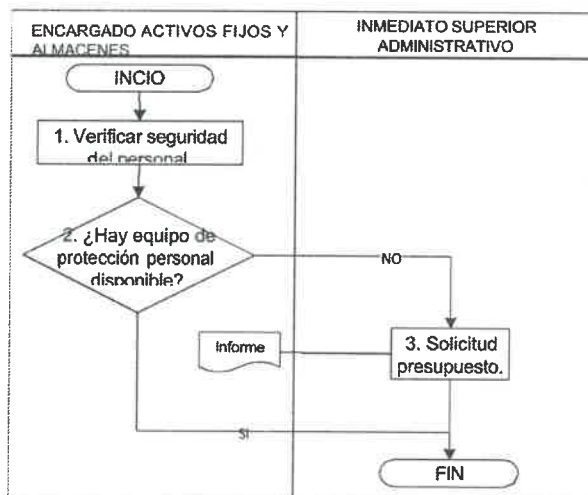 ENCARGADO ACTIVOS FIJOS Y
ALMACENES
INMEDIATO SUPERIOR
ADMINISTRATIVO
INCIO
1. Verificar seguridad
del personal
2. ¿Hay equipo de
protección personal
disponible?
NO
Informe
3. Solicitud
presupuesto.
SI
FIN